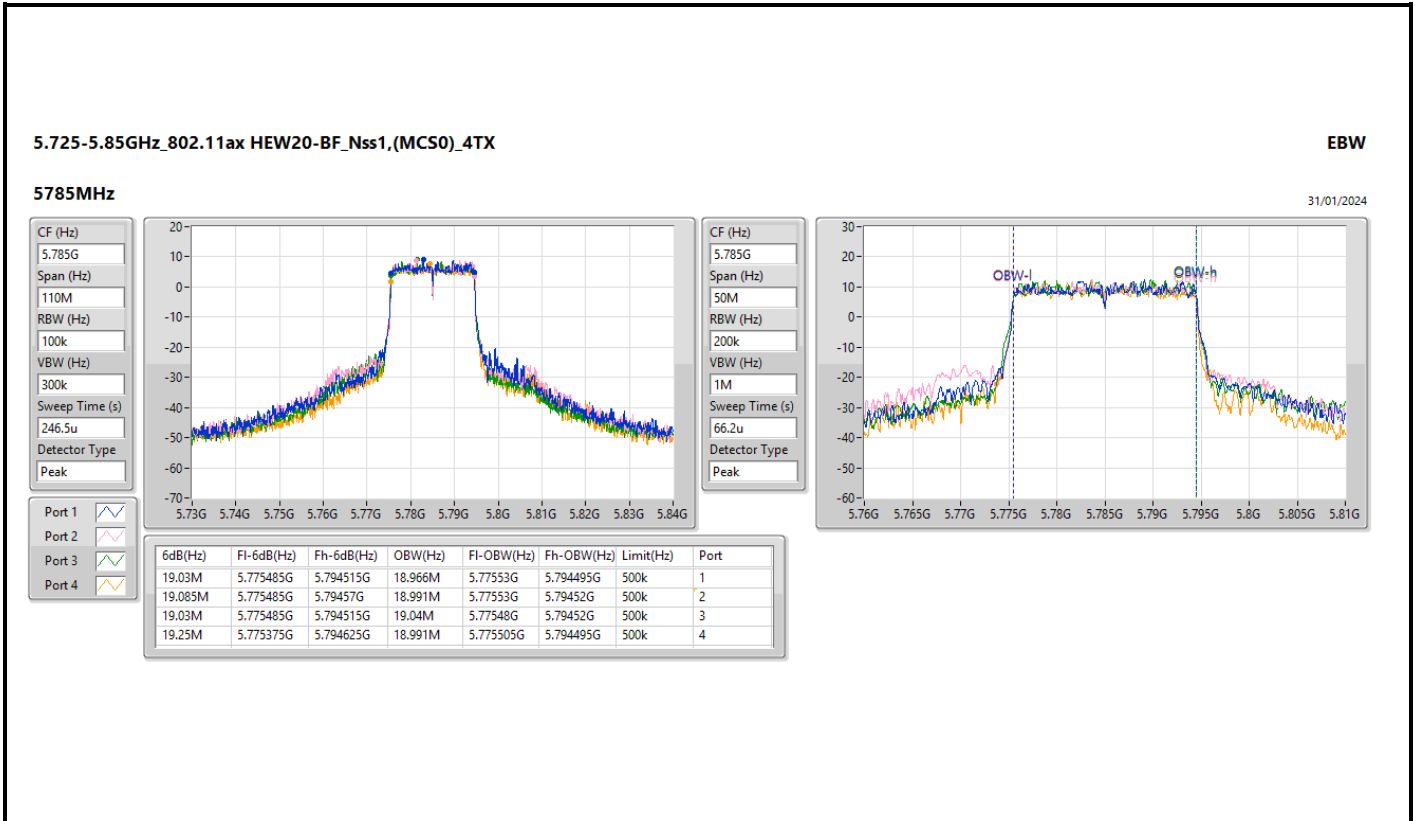 5.725-5.85GHz_802.11ax HEW20-BF_Nss1,(MCS0)_4TX
EBW
5785MHz
31/01/2024
CF (Hz)
5.785G
Span (Hz)
110M
RBW (Hz)
100k
VBW (Hz)
300k
Sweep Time (s)
246.5u
Detector Type
Peak
20
10
0
-10
-20
-30
-40
-50
-60
-70
5.73G 5.74G 5.75G 5.76G 5.77G 5.78G 5.79G 5.8G 5.81G 5.82G 5.83G 5.84G
CF (Hz)
5.785G
Span (Hz)
50M
RBW (Hz)
200k
VBW (Hz)
1M
Sweep Time (s)
66.2u
Detector Type
Peak
30
20
10
0
-10
-20
-30
-40
-50
-60
OBW-l OBW-h
5.76G 5.765G 5.77G 5.775G 5.78G 5.785G 5.79G 5.795G 5.8G 5.805G 5.81G
Port 1
Port 2
Port 3
Port 4
6dB(Hz) Fl-6dB(Hz) Fh-6dB(Hz) OBW(Hz) Fl-OBW(Hz) Fh-OBW(Hz) Limit(Hz) Port
19.03M 5.775485G 5.794515G 18.966M 5.77553G 5.794495G 500k 1
19.085M 5.775485G 5.79457G 18.991M 5.77553G 5.79452G 500k 2
19.03M 5.775485G 5.794515G 19.04M 5.77548G 5.79452G 500k 3
19.25M 5.775375G 5.794625G 18.991M 5.775505G 5.794495G 500k 4